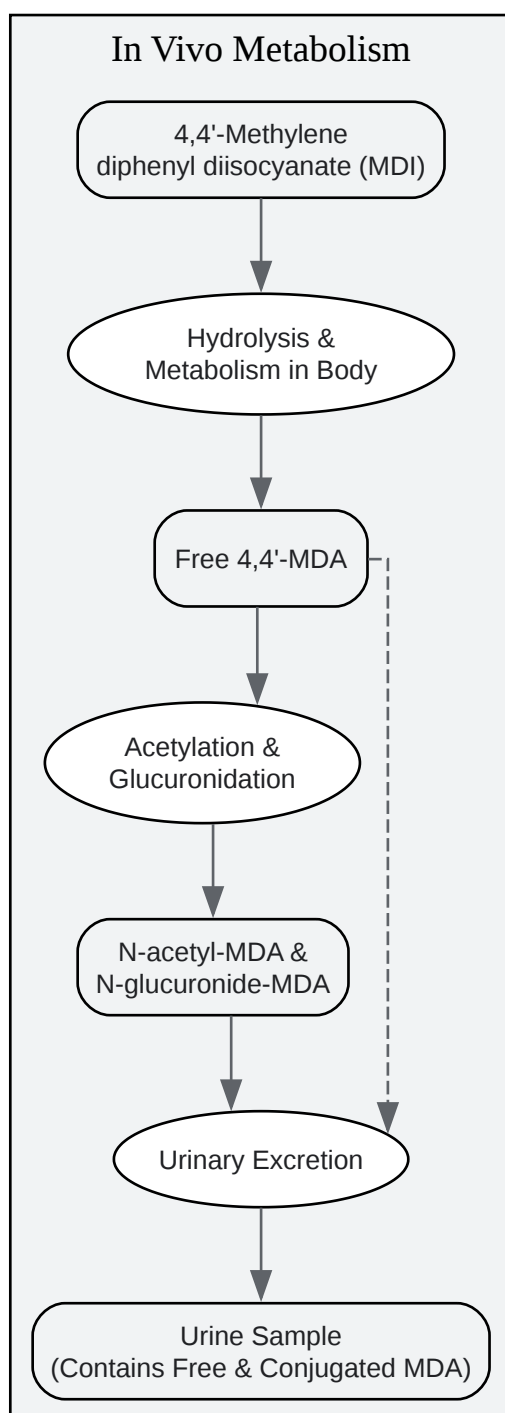 In Vivo Metabolism
4,4'-Methylene
diphenyl diisocyanate (MDI)
Hydrolysis &
Metabolism in Body
Free 4,4'-MDA
Acetylation &
Glucuronidation
N-acetyl-MDA &
N-glucuronide-MDA
Urinary Excretion
Urine Sample
(Contains Free & Conjugated MDA)